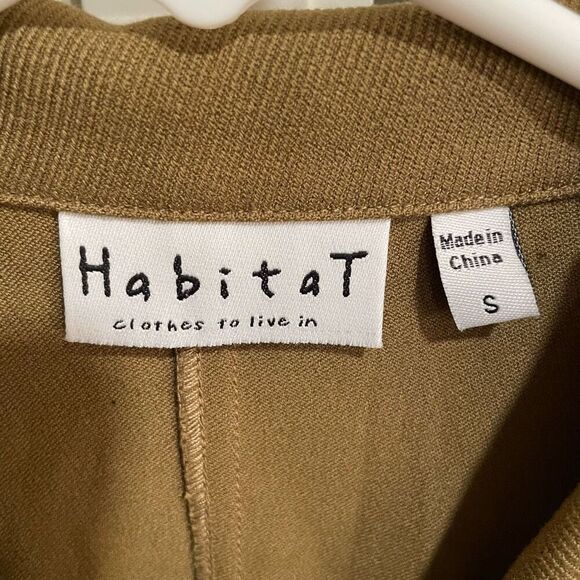 HabitaT
clothes to live in
Made in
China
S